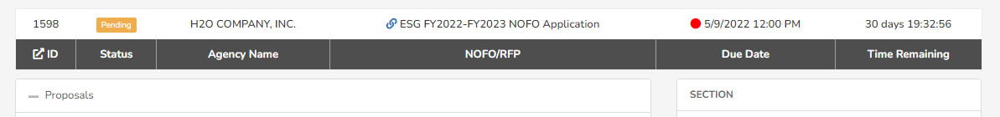 1598 Pending H2O COMPANY, INC. ESG FY2022-FY2023 NOFO Application 5/9/2022 12:00 PM 30 days 19:32:56
ID Status Agency Name NOFO/RFP Due Date Time Remaining
Proposals SECTION